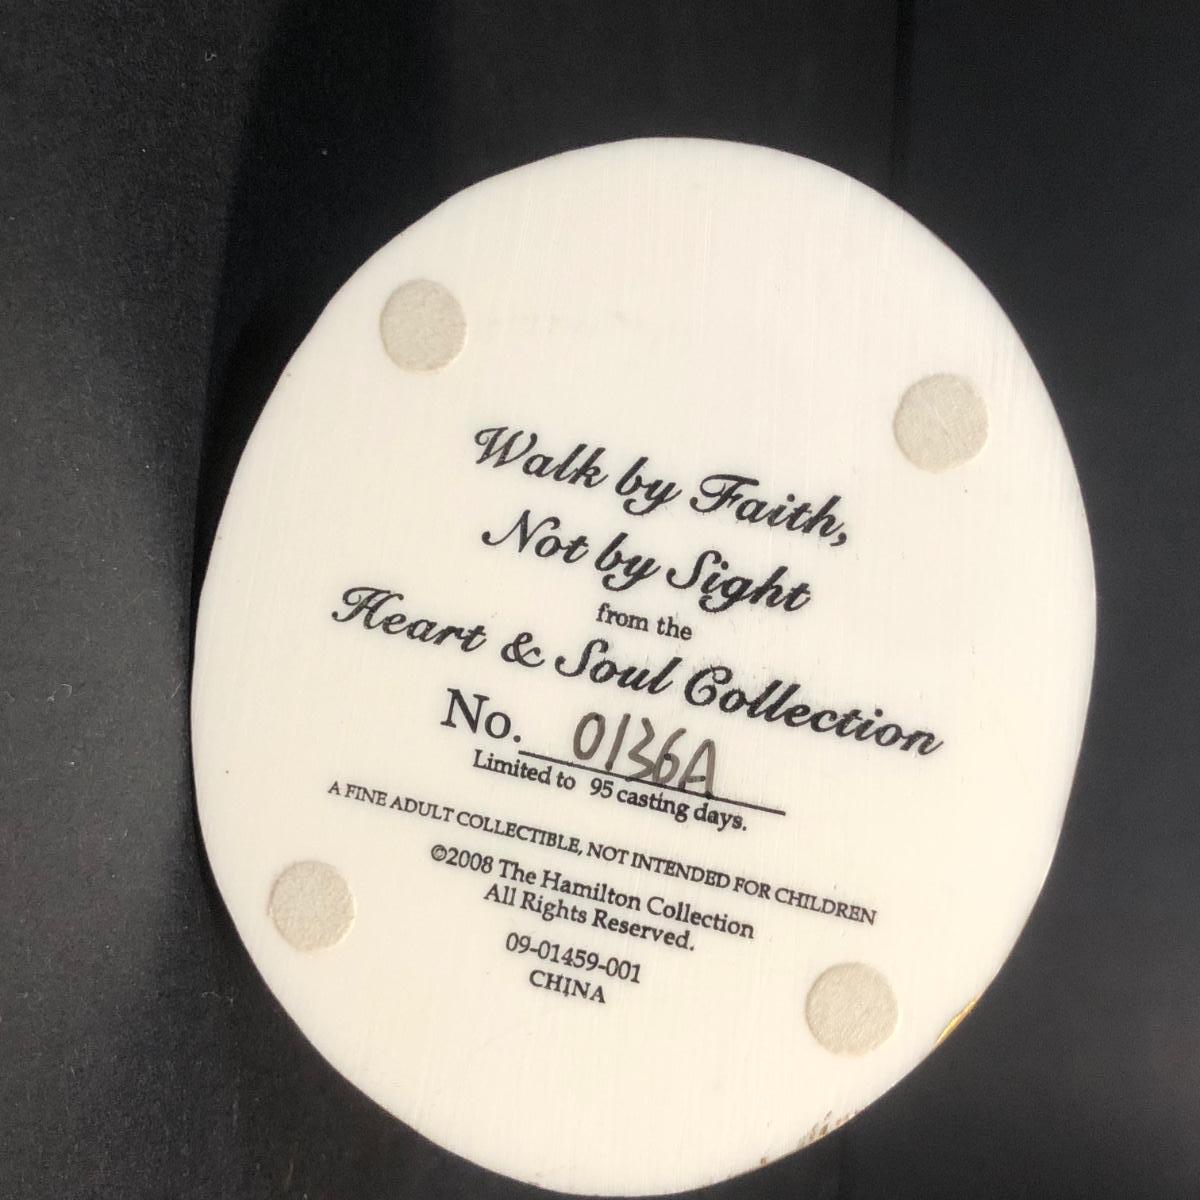 Walk by Faith,
Not by Sight
from the
Heart & Soul Collection
No. 0136A
Limited to 95 casting days.
A FINE ADULT COLLECTIBLE, NOT INTENDED FOR CHILDREN
©2008 The Hamilton Collection
All Rights Reserved.
09-01459-001
CHINA